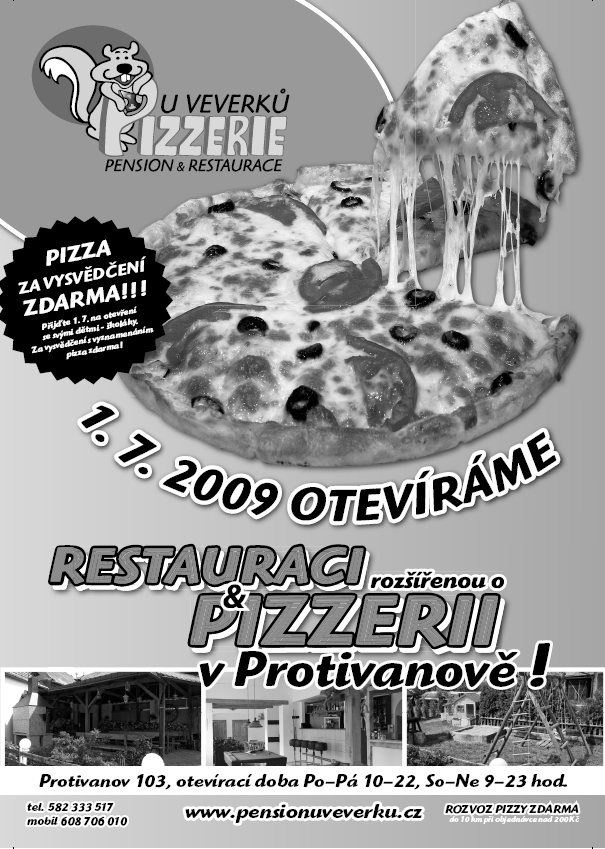 U VEVERKŮ
PIZZERIE
PENSION & RESTAURACE
PIZZA
ZA VYSVĚDČENÍ
ZDARMA!!!
Přijďte 1. 7. na otevření
se svými dětmi - školáky.
Za vysvědčení s vyznamenáním
pizza zdarma!
1. 7. 2009 OTEVÍRÁME
RESTAURACI rozšířenou o
& PIZZERII
v Protivanově!
Protivanov 103, otevírací doba Po–Pá 10–22, So–Ne 9–23 hod.
tel. 582 333 517
mobil 608 706 010
www.pensionuveverku.cz
ROZVOZ PIZZY ZDARMA
do 10 km při objednávce nad 200 Kč